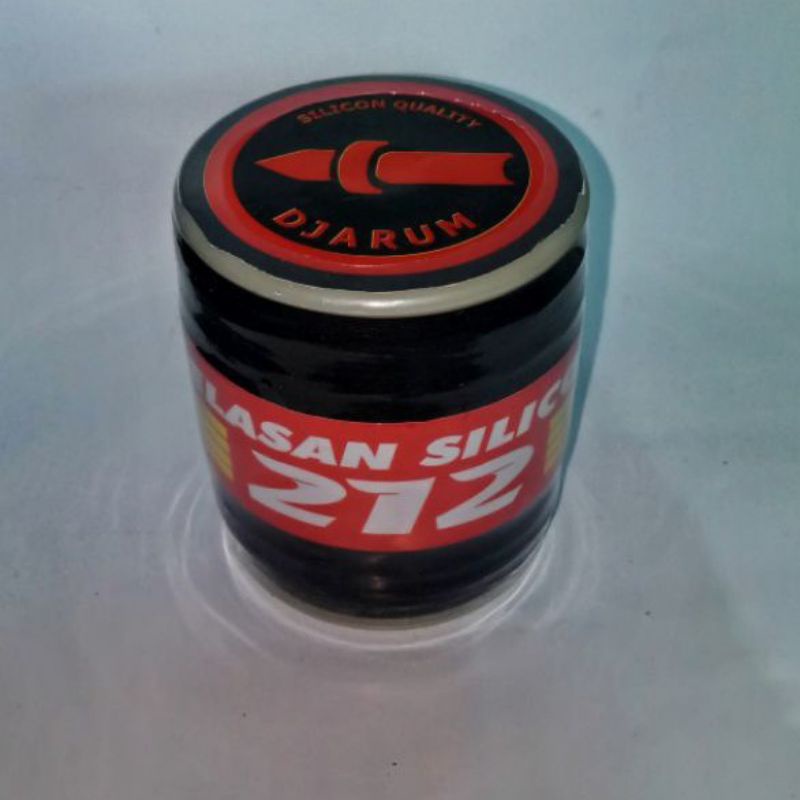 SILICON QUALITY
DJARUM
LASAN SILIC
212